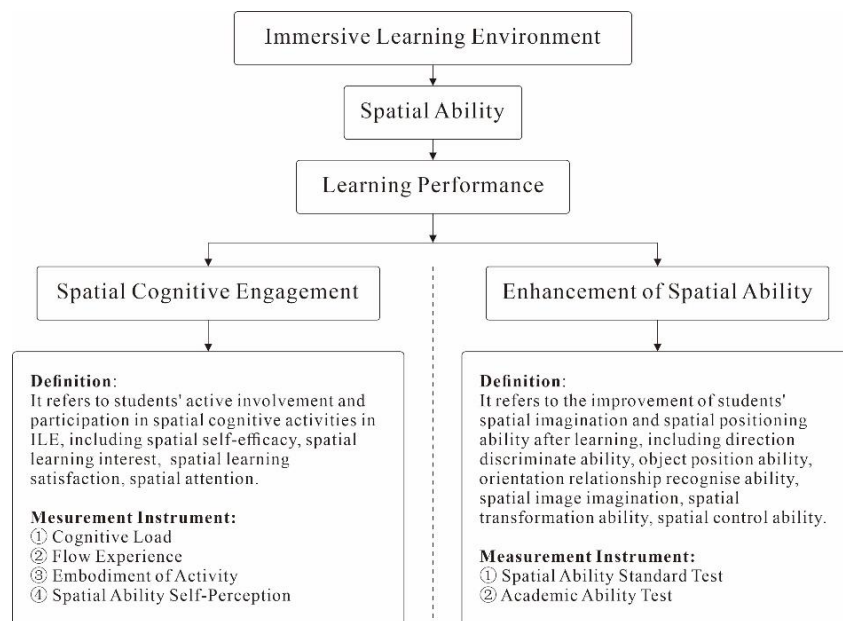 Immersive Learning Environment
Spatial Ability
Learning Performance
Spatial Cognitive Engagement
Definition:
It refers to students' active involvement and
participation in spatial cognitive activities in
ILE, including spatial self-efficacy, spatial
learning interest, spatial learning
satisfaction, spatial attention.
Mesurement Instrument:
① Cognitive Load
② Flow Experience
③ Embodiment of Activity
④ Spatial Ability Self-Perception
Enhancement of Spatial Ability
Definition:
It refers to the improvement of students'
spatial imagination and spatial positioning
ability after learning, including direction
discriminate ability, object position ability,
orientation relationship recognise ability,
spatial image imagination, spatial
transformation ability, spatial control ability.
Measurement Instrument:
① Spatial Ability Standard Test
② Academic Ability Test